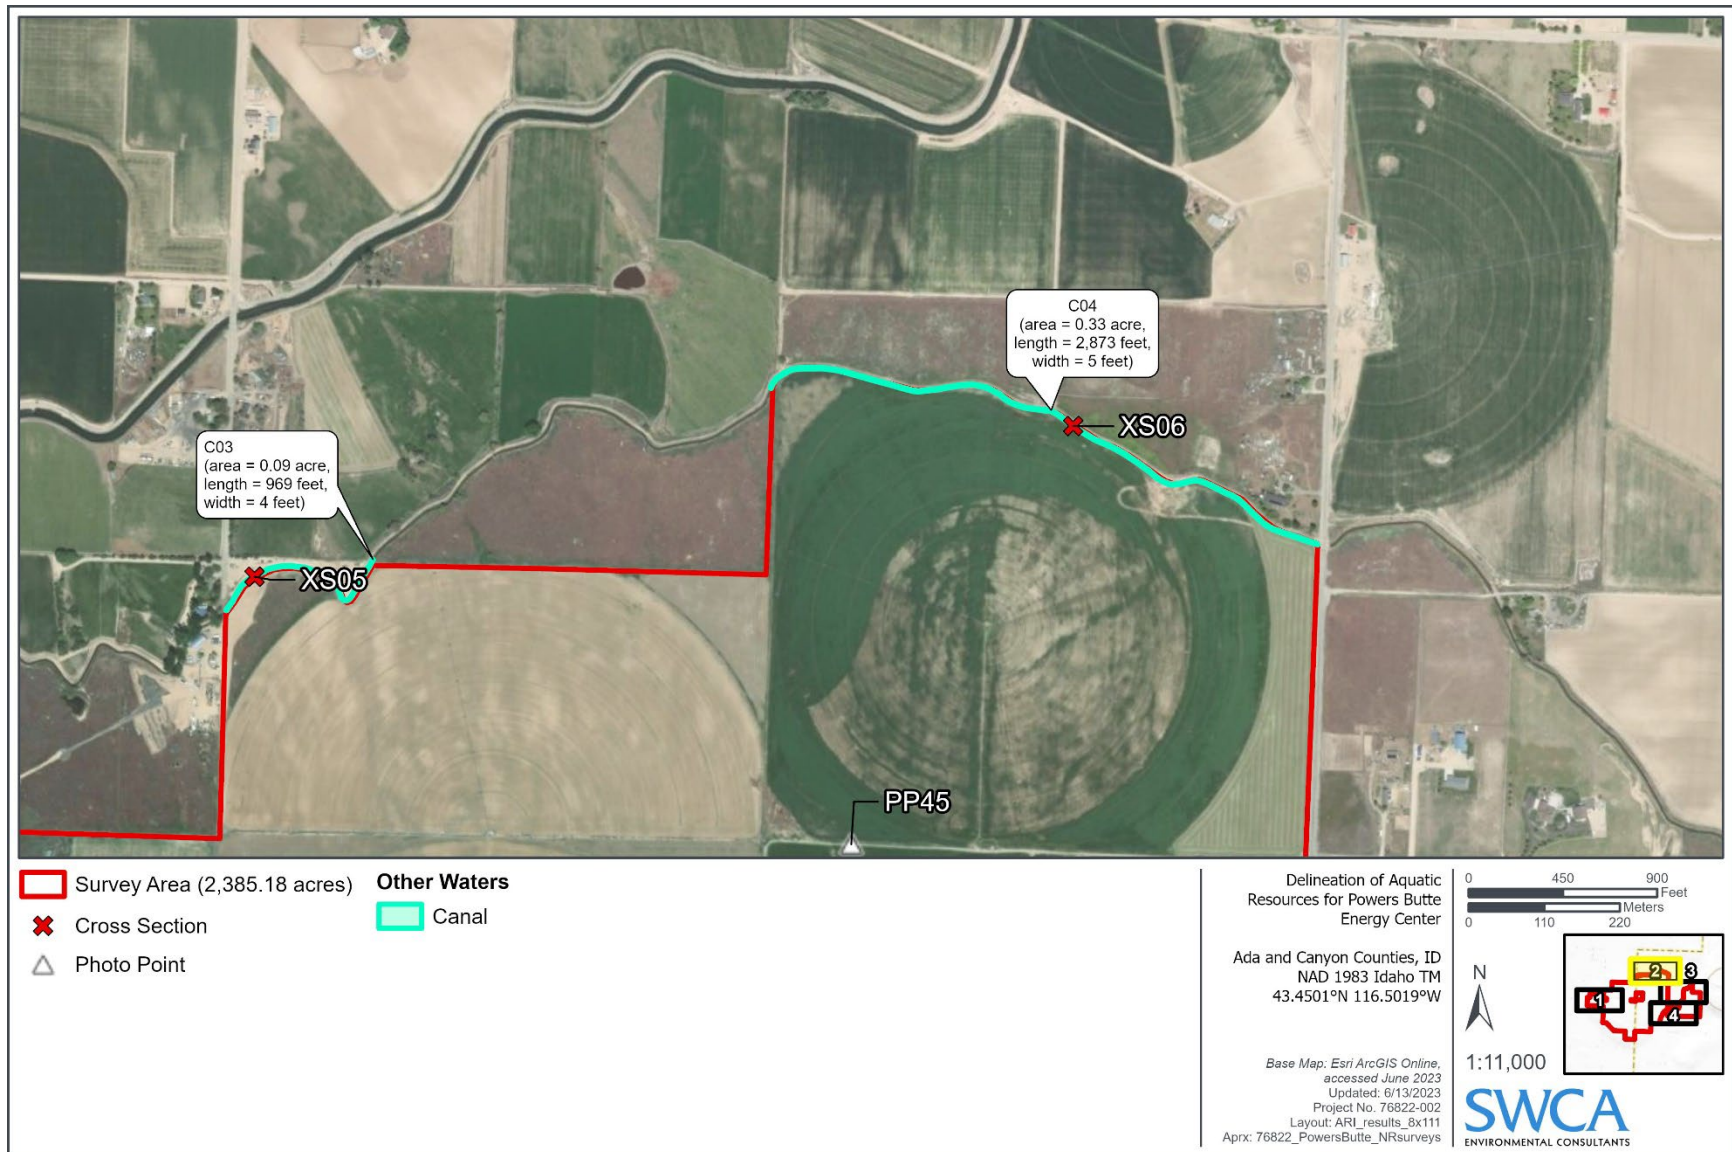 C04
(area = 0.33 acre,
length = 2,873 feet,
width = 5 feet)
XS06
C03
(area = 0.09 acre,
length = 969 feet,
width = 4 feet)
XS05
PP45
Survey Area (2,385.18 acres)
Cross Section
Photo Point
Other Waters
Canal
Delineation of Aquatic
Resources for Powers Butte
Energy Center
Ada and Canyon Counties, ID
NAD 1983 Idaho TM
43.4501°N 116.5019°W
Base Map: Esri ArcGIS Online,
accessed June 2023
Updated: 6/13/2023
Project No. 76822-002
Layout: ARI_results_8x111
Aprx: 76822_PowersButte_NRsurveys
0 450 900
Feet
Meters
0 110 220
N
1:11,000
1
2
3
4
SWCA
ENVIRONMENTAL CONSULTANTS